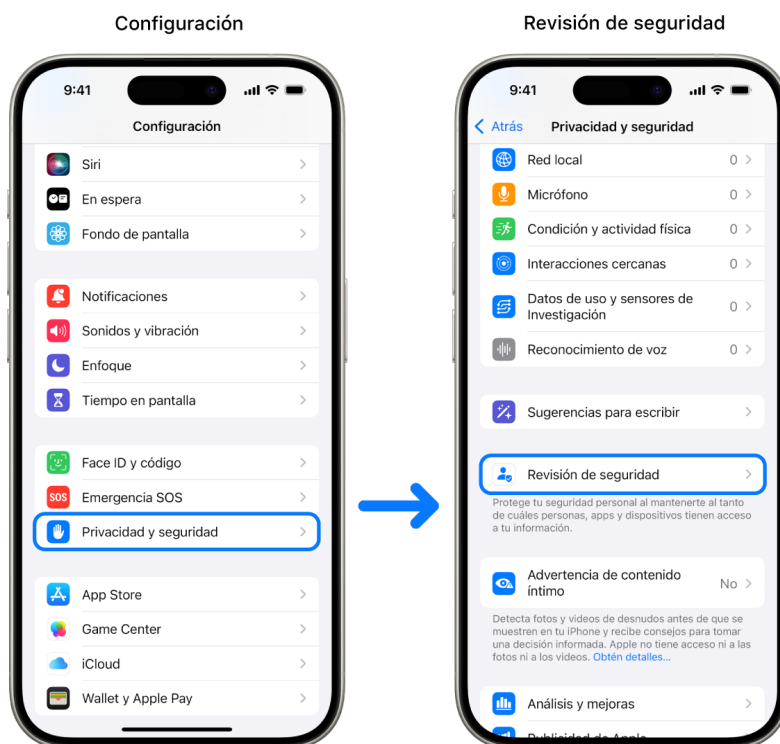 Configuración
9:41
Configuración
Siri
En espera
Fondo de pantalla
Notificaciones
Sonidos y vibración
Enfoque
Tiempo en pantalla
Face ID y código
SOS
Emergencia SOS
Privacidad y seguridad
App Store
Game Center
iCloud
Wallet y Apple Pay
Revisión de seguridad
9:41
Atrás
Privacidad y seguridad
Red local 0
Micrófono 0
Condición y actividad física 0
Interacciones cercanas 0
Datos de uso y sensores de
Investigación 0
Reconocimiento de voz 0
Sugerencias para escribir
Revisión de seguridad
Protege tu seguridad personal al mantenerte al tanto
de cuáles personas, apps y dispositivos tienen acceso
a tu información.
Advertencia de contenido
íntimo No
Detecta fotos y videos de desnudos antes de que se
muestren en tu iPhone y recibe consejos para tomar
una decisión informada. Apple no tiene acceso ni a las
fotos ni a los videos. Obtén detalles...
Análisis y mejoras
Publicidad de Apple